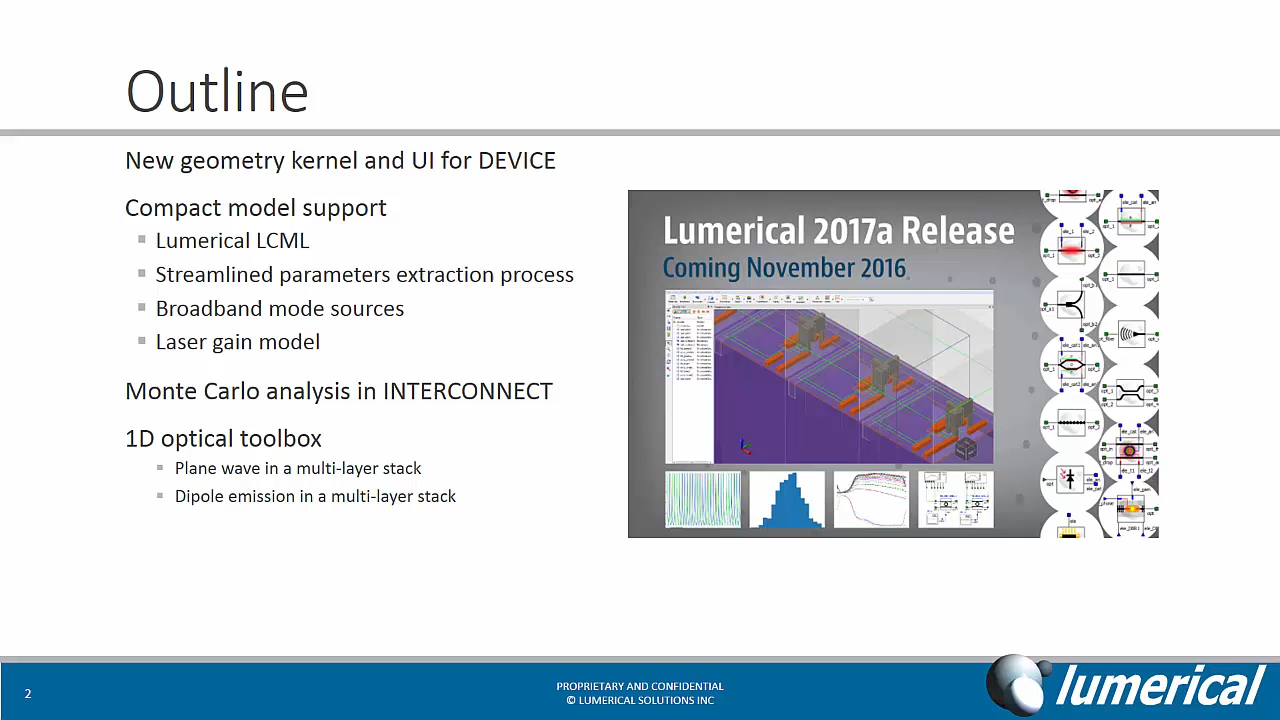 Outline
New geometry kernel and UI for DEVICE
Compact model support
Lumerical LCML
Streamlined parameters extraction process
Broadband mode sources
Laser gain model
Monte Carlo analysis in INTERCONNECT
1D optical toolbox
Plane wave in a multi-layer stack
Dipole emission in a multi-layer stack
Lumerical 2017a Release
Coming November 2016
2
PROPRIETARY AND CONFIDENTIAL
© LUMERICAL SOLUTIONS INC
lumerical